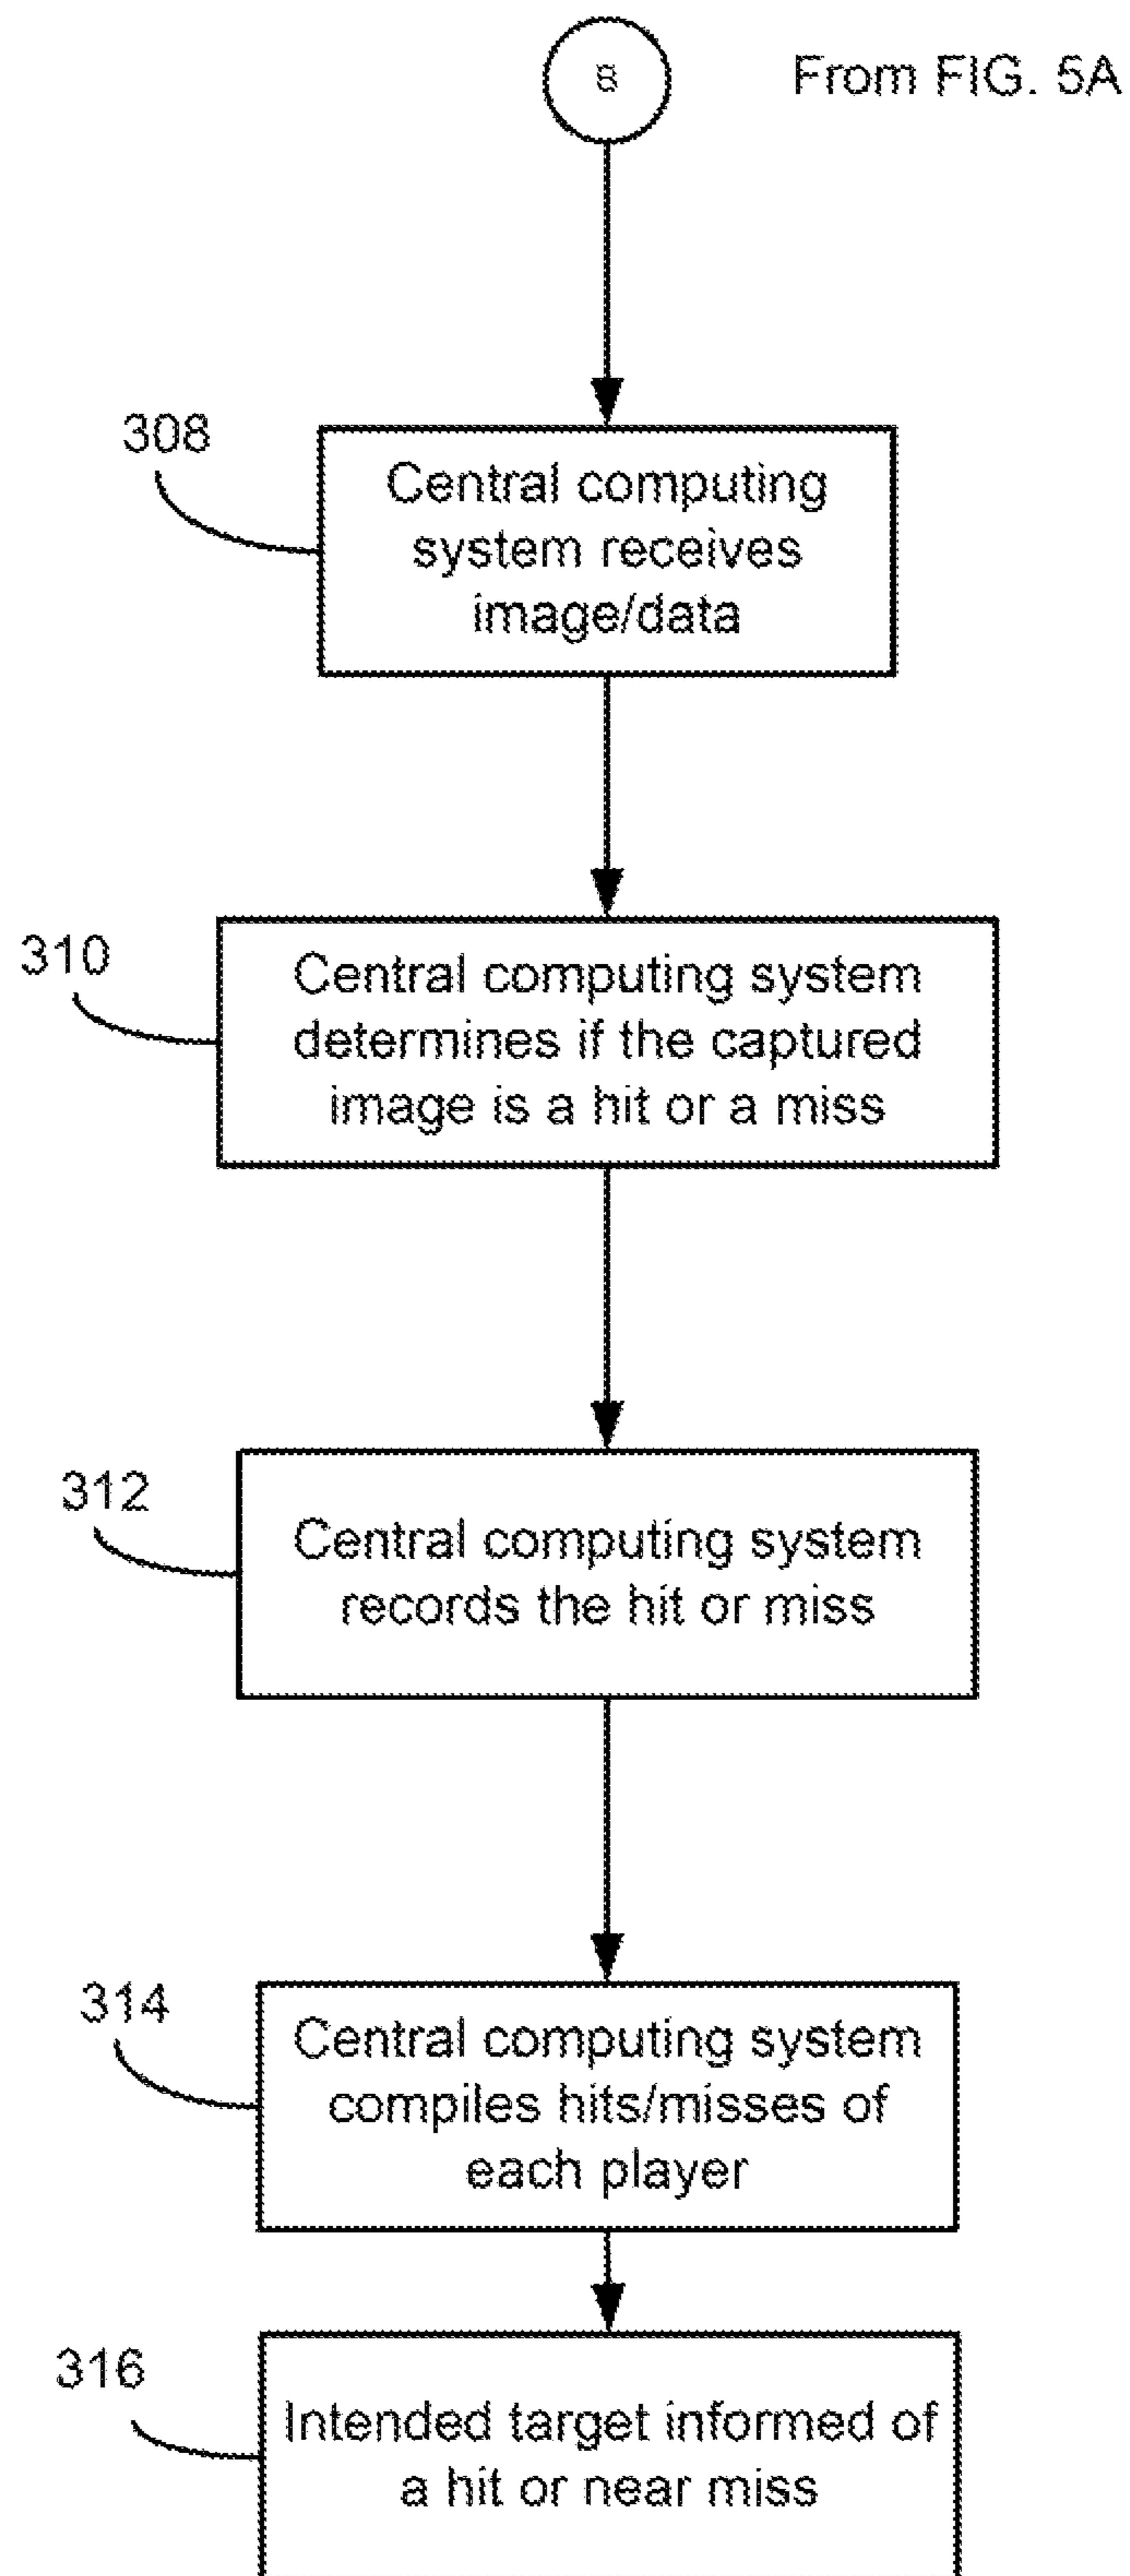 From FIG. 5A
308
Central computing
system receives
image/data
310
Central computing system
determines if the captured
image is a hit or a miss
312
Central computing system
records the hit or miss
314
Central computing system
compiles hits/misses of
each player
316
Intended target informed of
a hit or near miss